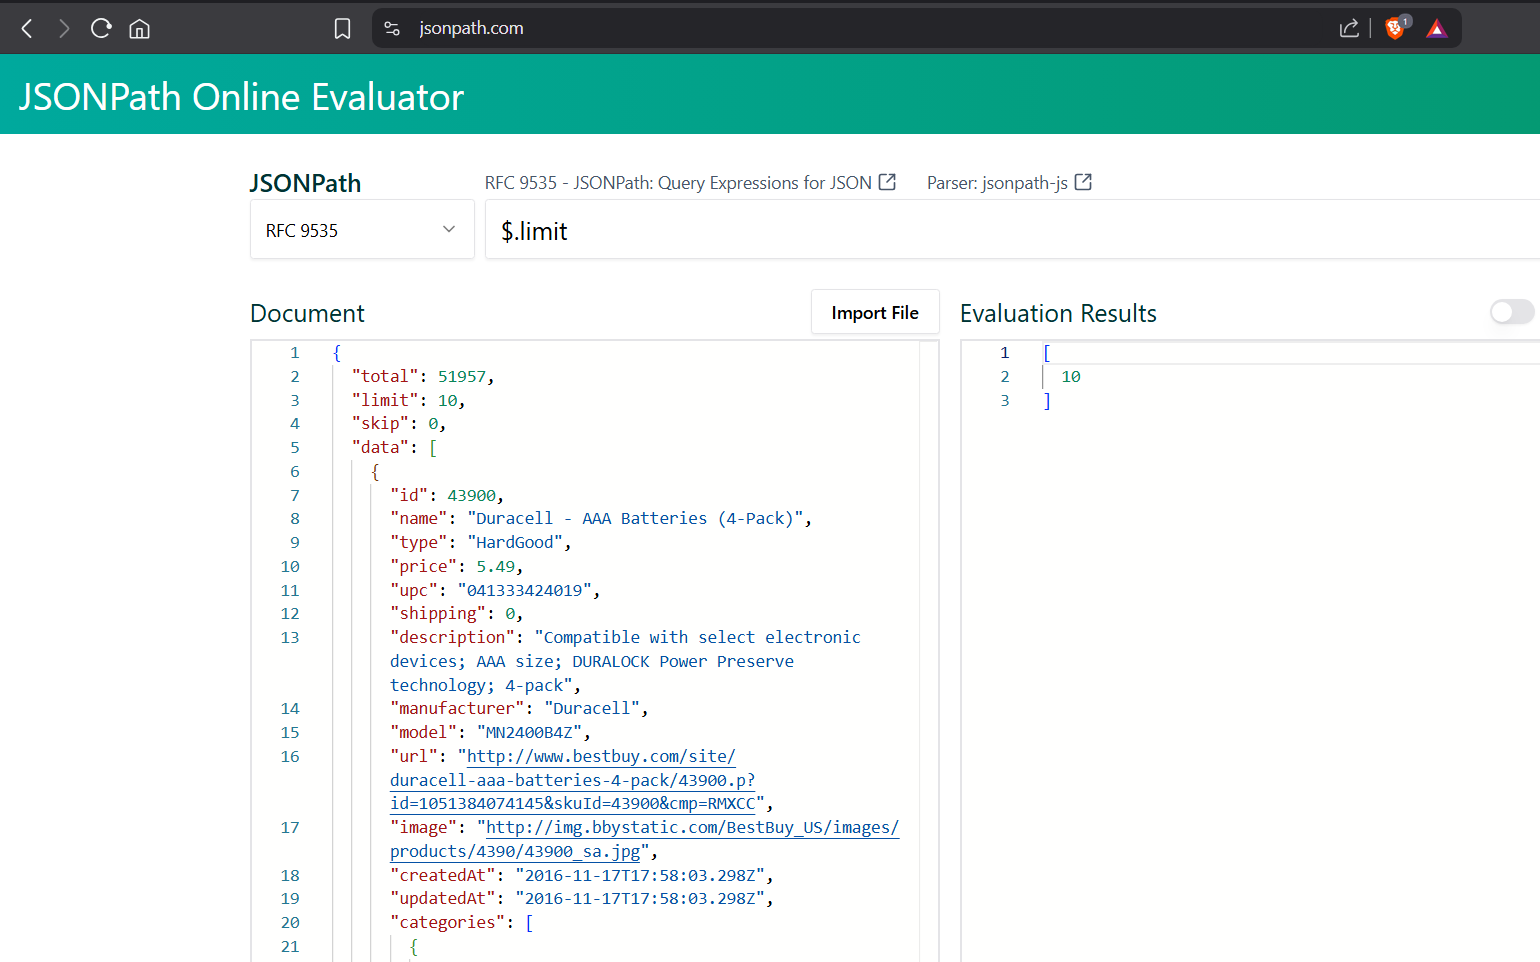 jsonpath.com
1
JSONPath Online Evaluator
JSONPath
RFC 9535 - JSONPath: Query Expressions for JSON
Parser: jsonpath-js
RFC 9535
$.limit
Document
Import File
Evaluation Results
1 {
2 "total": 51957,
3 "limit": 10,
4 "skip": 0,
5 "data": [
6 {
7 "id": 43900,
8 "name": "Duracell - AAA Batteries (4-Pack)",
9 "type": "HardGood",
10 "price": 5.49,
11 "upc": "041333424019",
12 "shipping": 0,
13 "description": "Compatible with select electronic
devices; AAA size; DURALOCK Power Preserve
technology; 4-pack",
14 "manufacturer": "Duracell",
15 "model": "MN2400B4Z",
16 "url": "http://www.bestbuy.com/site/
duracell-aaa-batteries-4-pack/43900.p?
id=1051384074145&skuId=43900&cmp=RMXCC",
17 "image": "http://img.bbystatic.com/BestBuy_US/images/
products/4390/43900_sa.jpg",
18 "createdAt": "2016-11-17T17:58:03.298Z",
19 "updatedAt": "2016-11-17T17:58:03.298Z",
20 "categories": [
21 {
1 [
2 10
3 ]